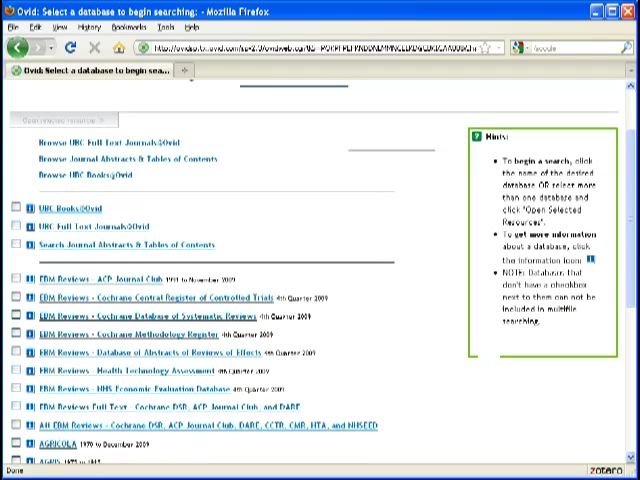 Ovid: Select a database to begin searching: - Mozilla Firefox
File Edit View History Bookmarks Tools Help
Google
Ovid: Select a database to begin sea...
Open selected resources >
Browse UBC Full Text Journals@Ovid
Browse Journal Abstracts & Tables of Contents
Browse UBC Books@Ovid
UBC Books@Ovid
UBC Full Text Journals@Ovid
Search Journal Abstracts & Tables of Contents
EBM Reviews - ACP Journal Club 1991 to November 2009
EBM Reviews - Cochrane Central Register of Controlled Trials 4th Quarter 2009
EBM Reviews - Cochrane Database of Systematic Reviews 4th Quarter 2009
EBM Reviews - Cochrane Methodology Register 4th Quarter 2009
EBM Reviews - Database of Abstracts of Reviews of Effects 4th Quarter 2009
EBM Reviews - Health Technology Assessment 4th Quarter 2009
EBM Reviews - NHS Economic Evaluation Database 4th Quarter 2009
EBM Reviews Full Text - Cochrane DSR, ACP Journal Club, and DARE
All EBM Reviews - Cochrane DSR, ACP Journal Club, DARE, CCTR, CMR, HTA, and NHSEED
AGRICOLA 1970 to December 2009
AGRIS 1975 to
Hints:
To begin a search, click
the name of the desired
database OR select more
than one database and
click "Open Selected
Resources".
To get more information
about a database, click
the information icon:
NOTE: Databases that
don't have a checkbox
next to them can not be
included in multifile
searching.
Done
zotero